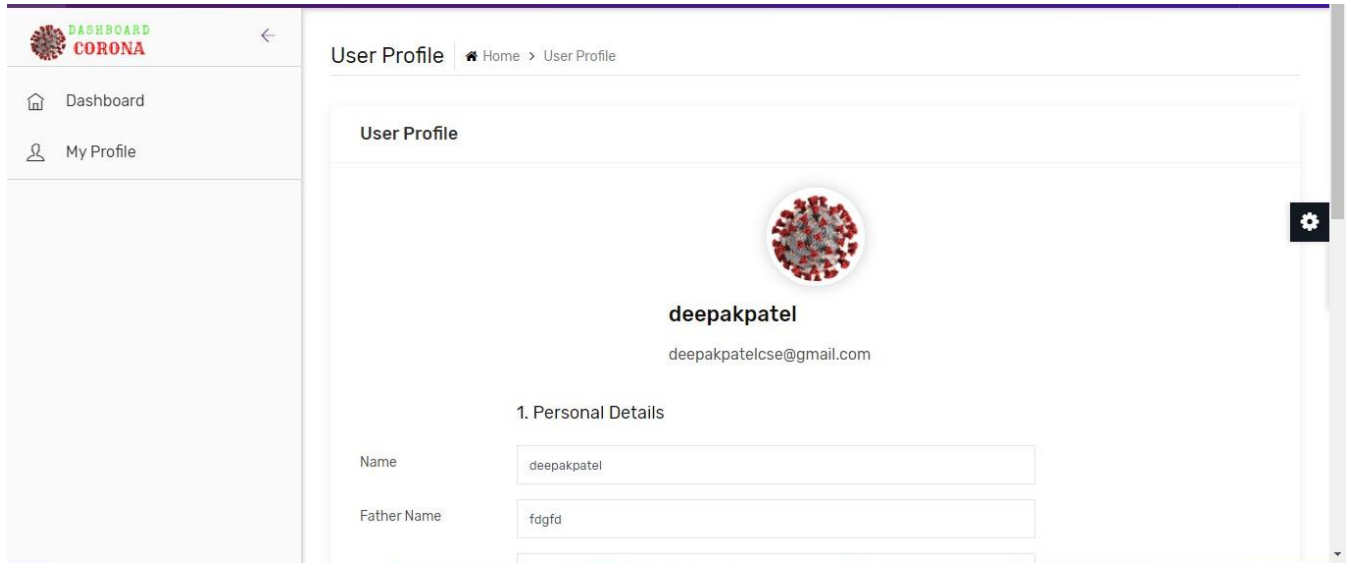 DASHBOARD
CORONA
Dashboard
My Profile
User Profile Home > User Profile
User Profile
deepakpatel
deepakpatelcse@gmail.com
1. Personal Details
Name deepakpatel
Father Name fdgfd